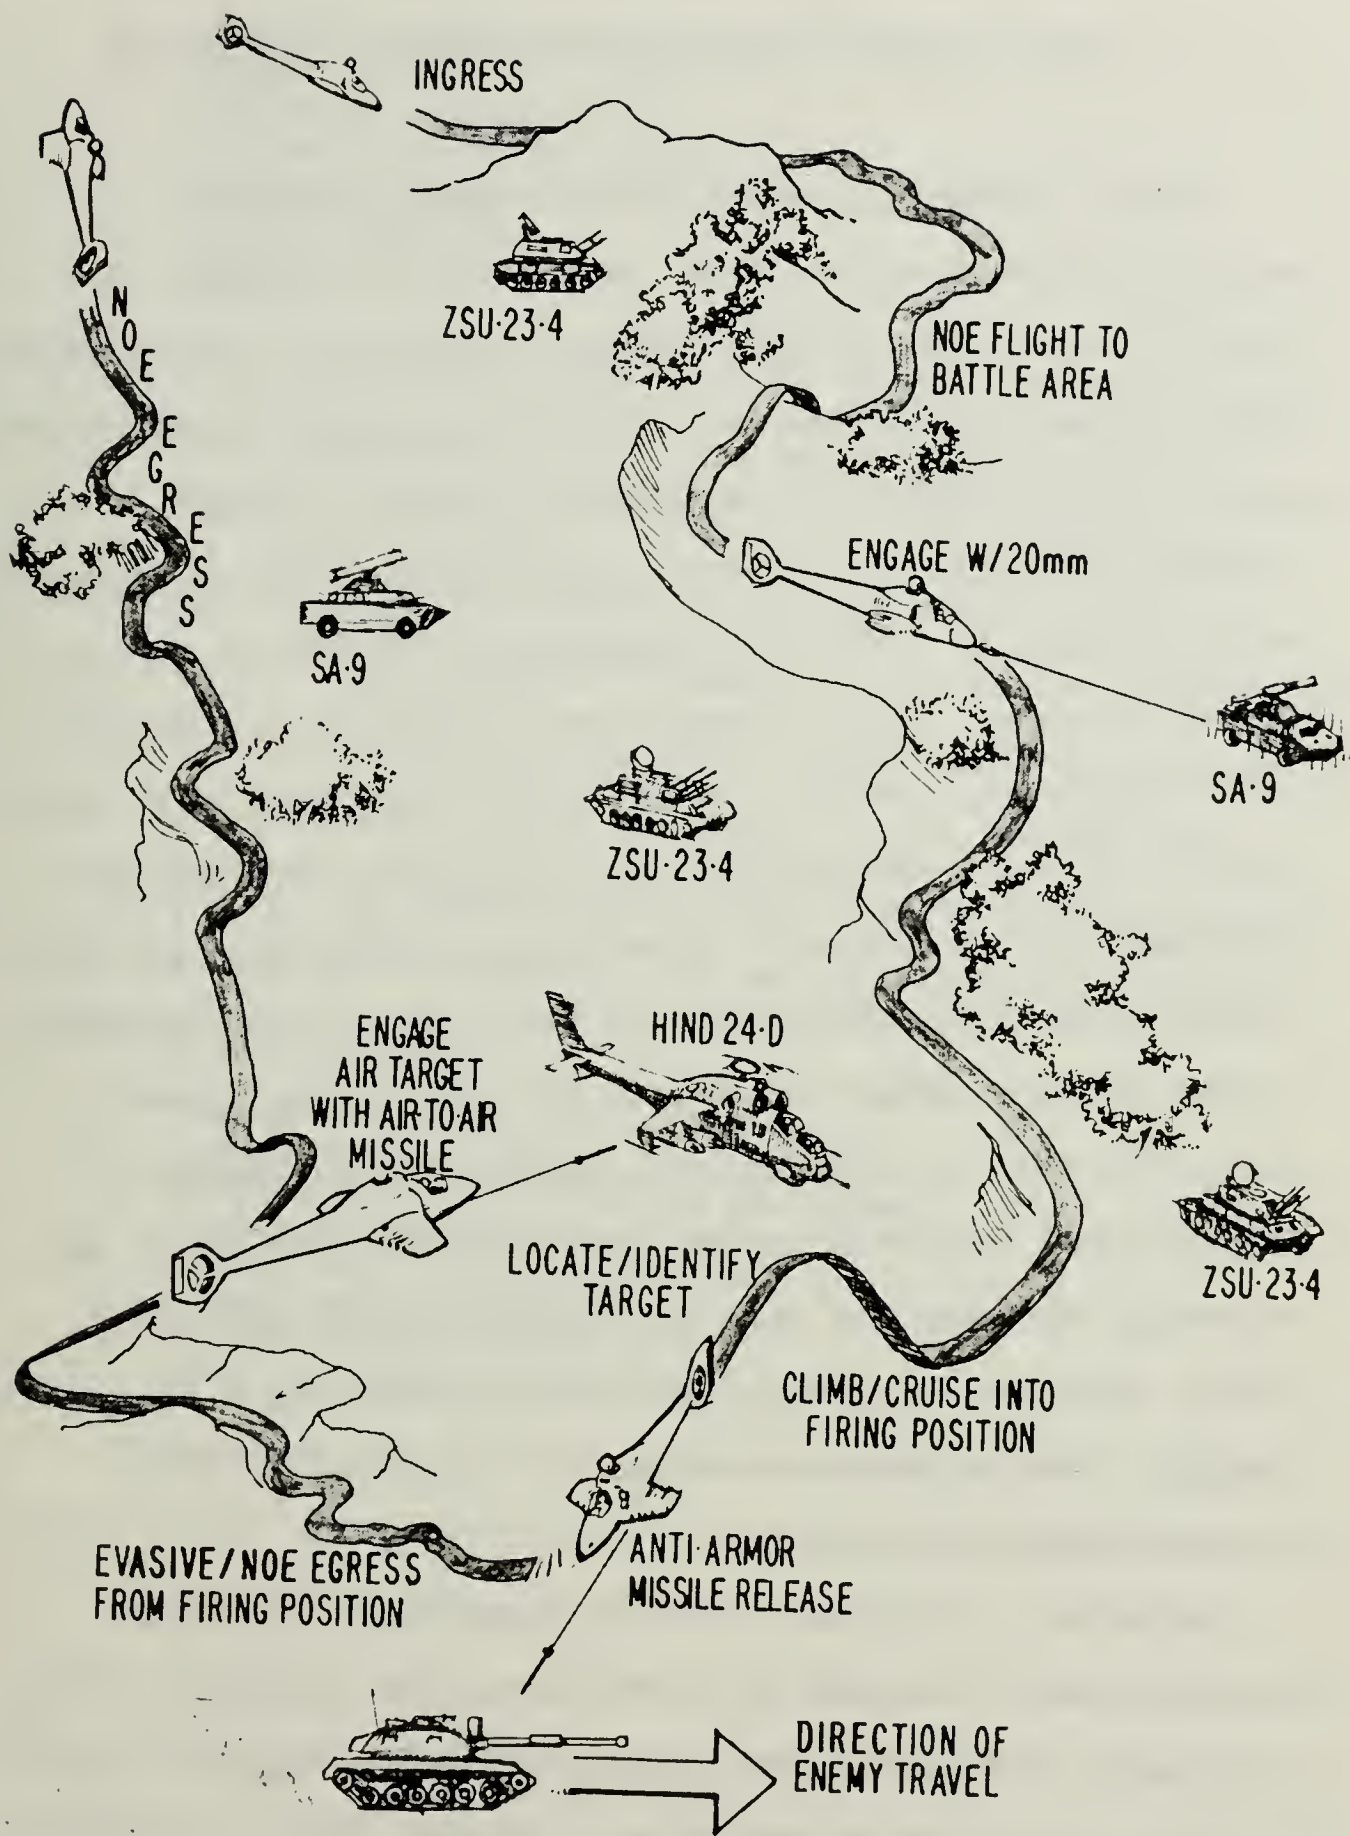 INGRESS
ZSU·23·4
NOE FLIGHT TO
BATTLE AREA
NOE EGRESS
ENGAGE W/20mm
SA·9
SA·9
ZSU·23·4
HIND 24·D
ENGAGE
AIR TARGET
WITH AIR·TO·AIR
MISSILE
ZSU·23·4
LOCATE/IDENTIFY
TARGET
CLIMB/CRUISE INTO
FIRING POSITION
ANTI·ARMOR
MISSILE RELEASE
EVASIVE/NOE EGRESS
FROM FIRING POSITION
DIRECTION OF
ENEMY TRAVEL